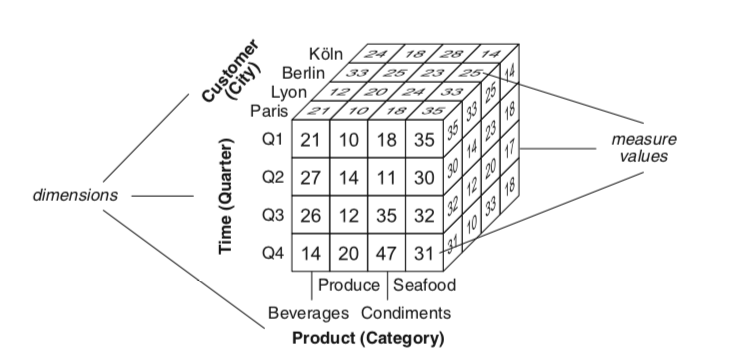 Customer
(City)
Köln 24 18 28 14
Berlin 33 25 23 25
Lyon 12 20 24 33
Paris 21 10 18 35
Time (Quarter)
Q1 21 10 18 35
Q2 27 14 11 30
Q3 26 12 35 32
Q4 14 20 47 31
35 33 25 14
30 14 23 18
32 12 20 17
31 10 33 18
dimensions
measure
values
Produce Seafood
Beverages Condiments
Product (Category)